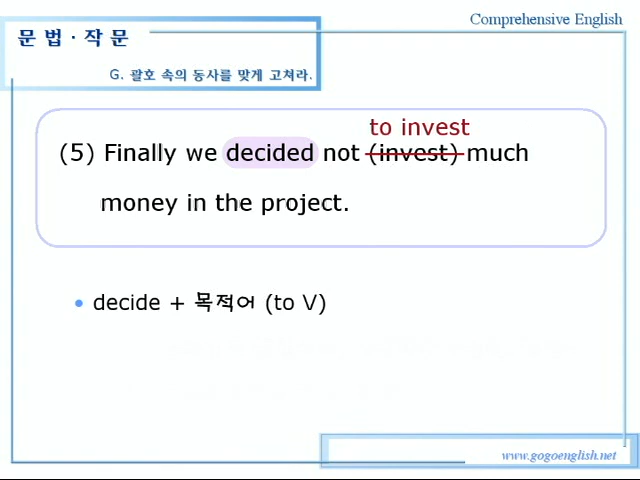 Comprehensive English
문 법 · 작 문
G. 괄호 속의 동사를 맞게 고쳐라.
to invest
(5) Finally we decided not (invest) much
money in the project.
• decide + 목적어 (to V)
www.gogoenglish.net